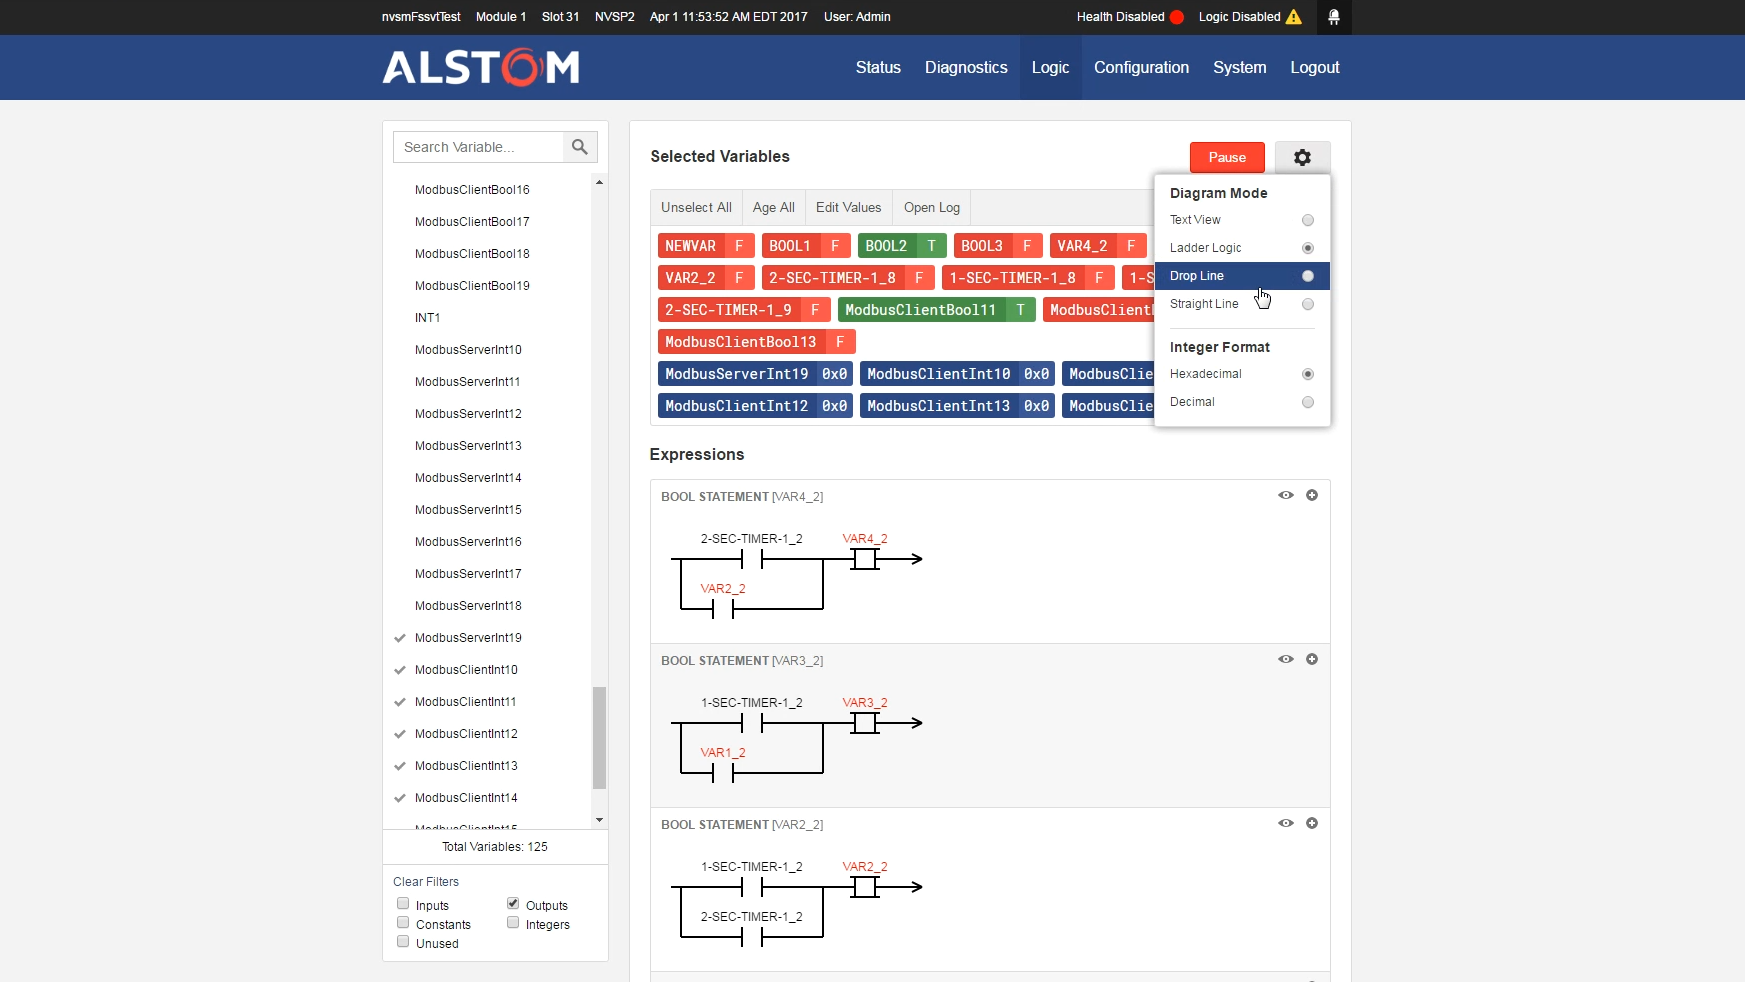 nvsmFssvtTest Module 1 Slot 31 NVSP2 Apr 1 11:53:52 AM EDT 2017 User: Admin Health Disabled Logic Disabled
ALSTOM Status Diagnostics Logic Configuration System Logout
Search Variable...
ModbusClientBool16
ModbusClientBool17
ModbusClientBool18
ModbusClientBool19
INT1
ModbusServerInt10
ModbusServerInt11
ModbusServerInt12
ModbusServerInt13
ModbusServerInt14
ModbusServerInt15
ModbusServerInt16
ModbusServerInt17
ModbusServerInt18
ModbusServerInt19
ModbusClientInt10
ModbusClientInt11
ModbusClientInt12
ModbusClientInt13
ModbusClientInt14
ModbusClientInt15
Total Variables: 125
Clear Filters
Inputs Outputs
Constants Integers
Unused
Selected Variables Pause
Unselect All Age All Edit Values Open Log
NEWVAR F BOOL1 F BOOL2 T BOOL3 F VAR4_2 F
VAR2_2 F 2-SEC-TIMER-1_8 F 1-SEC-TIMER-1_8 F 1-S
2-SEC-TIMER-1_9 F ModbusClientBool11 T ModbusClient
ModbusClientBool13 F
ModbusServerInt19 0x0 ModbusClientInt10 0x0 ModbusClie
ModbusClientInt12 0x0 ModbusClientInt13 0x0 ModbusClie
Diagram Mode
Text View
Ladder Logic
Drop Line
Straight Line
Integer Format
Hexadecimal
Decimal
Expressions
BOOL STATEMENT [VAR4_2]
2-SEC-TIMER-1_2 VAR4_2
VAR2_2
BOOL STATEMENT [VAR3_2]
1-SEC-TIMER-1_2 VAR3_2
VAR1_2
BOOL STATEMENT [VAR2_2]
1-SEC-TIMER-1_2 VAR2_2
2-SEC-TIMER-1_2